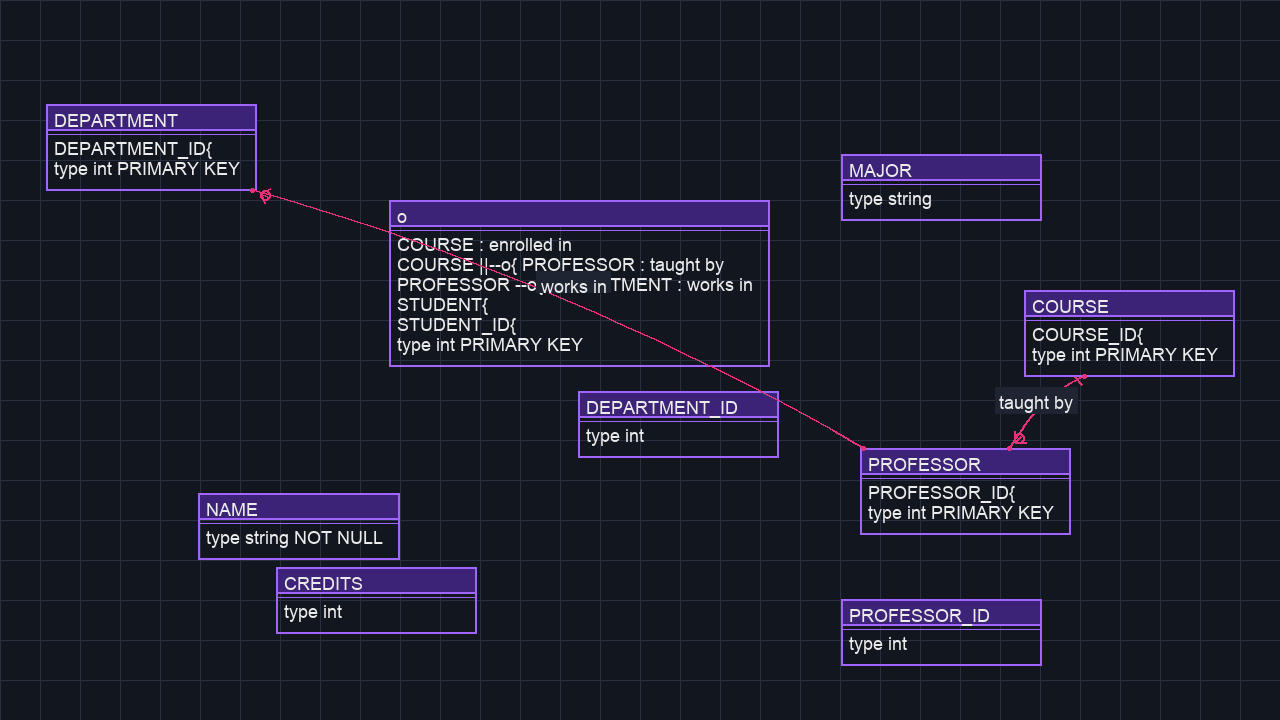 DEPARTMENT
DEPARTMENT_ID{
type int PRIMARY KEY
MAJOR
type string
o
COURSE : enrolled in
COURSE ||--o{ PROFESSOR : taught by
PROFESSOR --o works in TMENT : works in
STUDENT{
STUDENT_ID{
type int PRIMARY KEY
COURSE
COURSE_ID{
type int PRIMARY KEY
taught by
DEPARTMENT_ID
type int
PROFESSOR
PROFESSOR_ID{
type int PRIMARY KEY
NAME
type string NOT NULL
CREDITS
type int
PROFESSOR_ID
type int